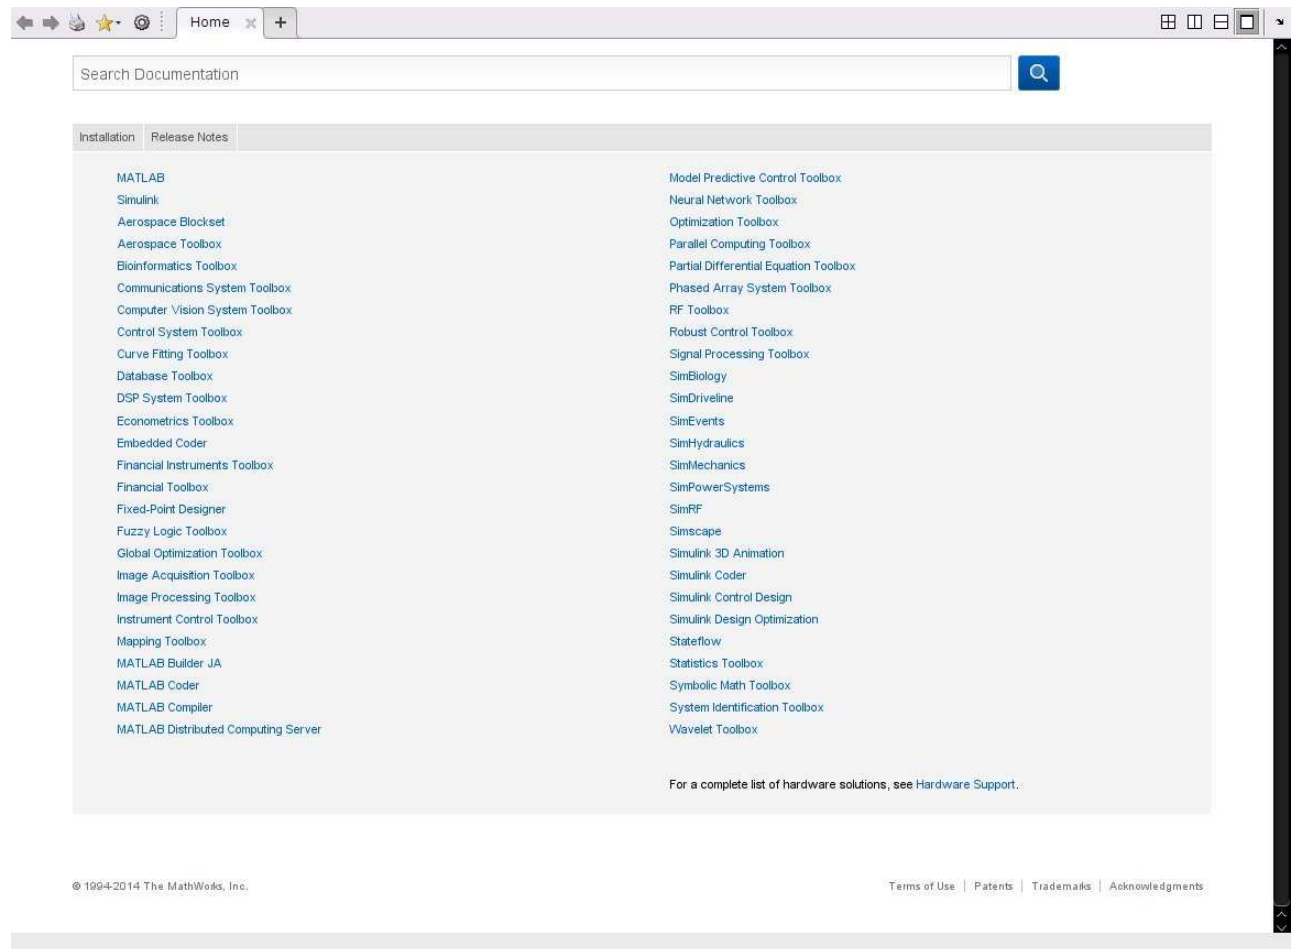 Home
Search Documentation
Installation Release Notes
MATLAB
Simulink
Aerospace Blockset
Aerospace Toolbox
Bioinformatics Toolbox
Communications System Toolbox
Computer Vision System Toolbox
Control System Toolbox
Curve Fitting Toolbox
Database Toolbox
DSP System Toolbox
Econometrics Toolbox
Embedded Coder
Financial Instruments Toolbox
Financial Toolbox
Fixed-Point Designer
Fuzzy Logic Toolbox
Global Optimization Toolbox
Image Acquisition Toolbox
Image Processing Toolbox
Instrument Control Toolbox
Mapping Toolbox
MATLAB Builder JA
MATLAB Coder
MATLAB Compiler
MATLAB Distributed Computing Server
Model Predictive Control Toolbox
Neural Network Toolbox
Optimization Toolbox
Parallel Computing Toolbox
Partial Differential Equation Toolbox
Phased Array System Toolbox
RF Toolbox
Robust Control Toolbox
Signal Processing Toolbox
SimBiology
SimDriveline
SimEvents
SimHydraulics
SimMechanics
SimPowerSystems
SimRF
Simscape
Simulink 3D Animation
Simulink Coder
Simulink Control Design
Simulink Design Optimization
Stateflow
Statistics Toolbox
Symbolic Math Toolbox
System Identification Toolbox
Wavelet Toolbox
For a complete list of hardware solutions, see Hardware Support.
© 1994-2014 The MathWorks, Inc.
Terms of Use | Patents | Trademarks | Acknowledgments